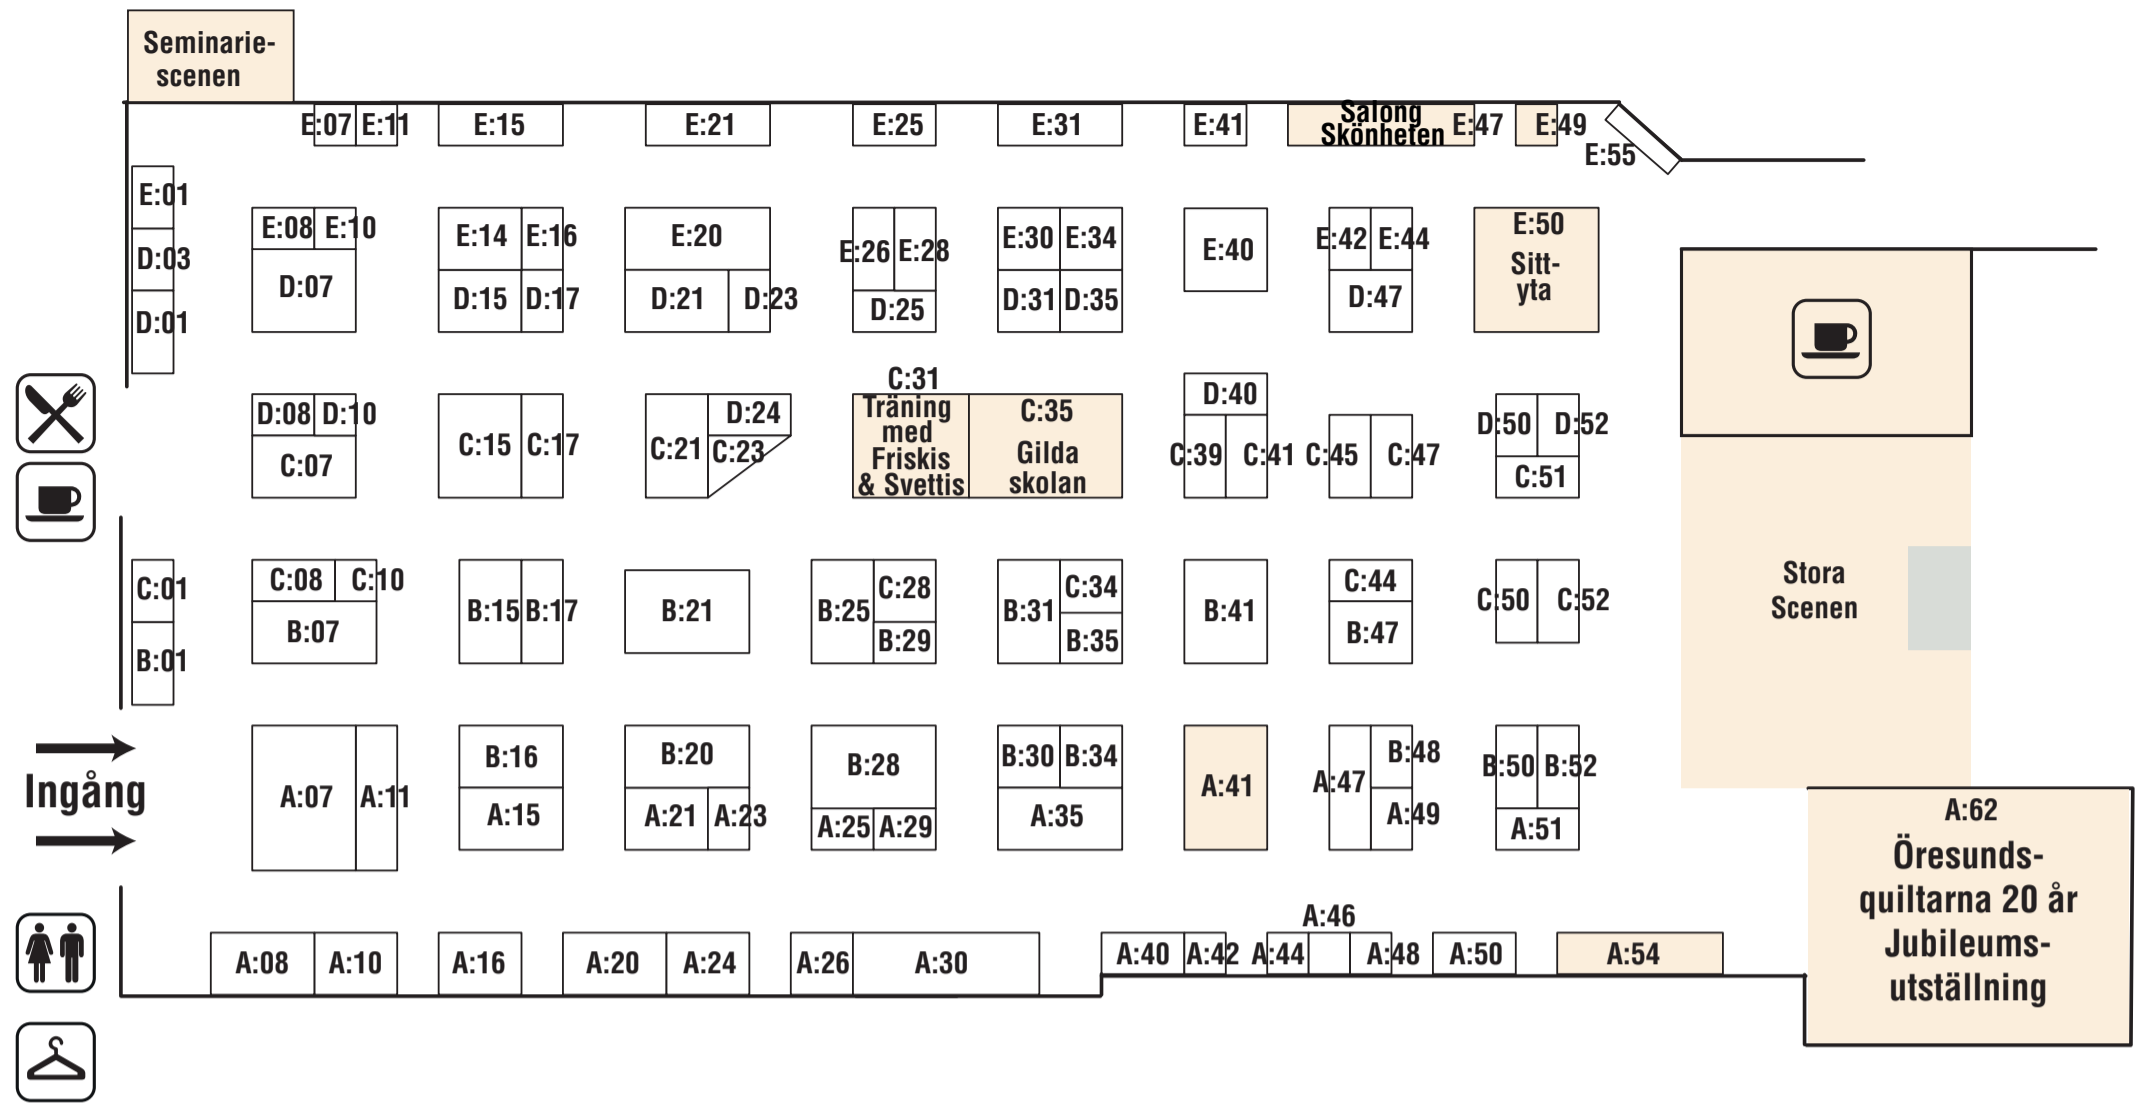 Seminarie-
scenen
E:07 E:11 E:15 E:21 E:25 E:31 E:41 Salong Skönheten E:47 E:49
E:55
E:01
D:03
D:01
E:08 E:10 E:14 E:16 E:20 E:26 E:28 E:30 E:34 E:40 E:42 E:44 E:50
Sitt-
yta
D:07 D:15 D:17 D:21 D:23 D:25 D:31 D:35 D:47
C:31
Träning
med
Friskis
& Svettis
C:35
Gilda
skolan
D:08 D:10 D:24 D:40 D:50 D:52
C:07 C:15 C:17 C:21 C:23 C:39 C:41 C:45 C:47 C:51
C:01
B:01
C:08 C:10 C:28 C:34 C:44 C:50 C:52
B:07 B:15 B:17 B:21 B:25 B:29 B:31 B:35 B:41 B:47
Stora
Scenen
Ingång
B:16 B:20 B:28 B:30 B:34 B:48 B:50 B:52
A:07 A:11 A:15 A:21 A:23 A:25 A:29 A:35 A:41 A:47 A:49 A:51
A:62
Öresunds-
quiltarna 20 år
Jubileums-
utställning
A:46
A:08 A:10 A:16 A:20 A:24 A:26 A:30 A:40 A:42 A:44 A:48 A:50 A:54